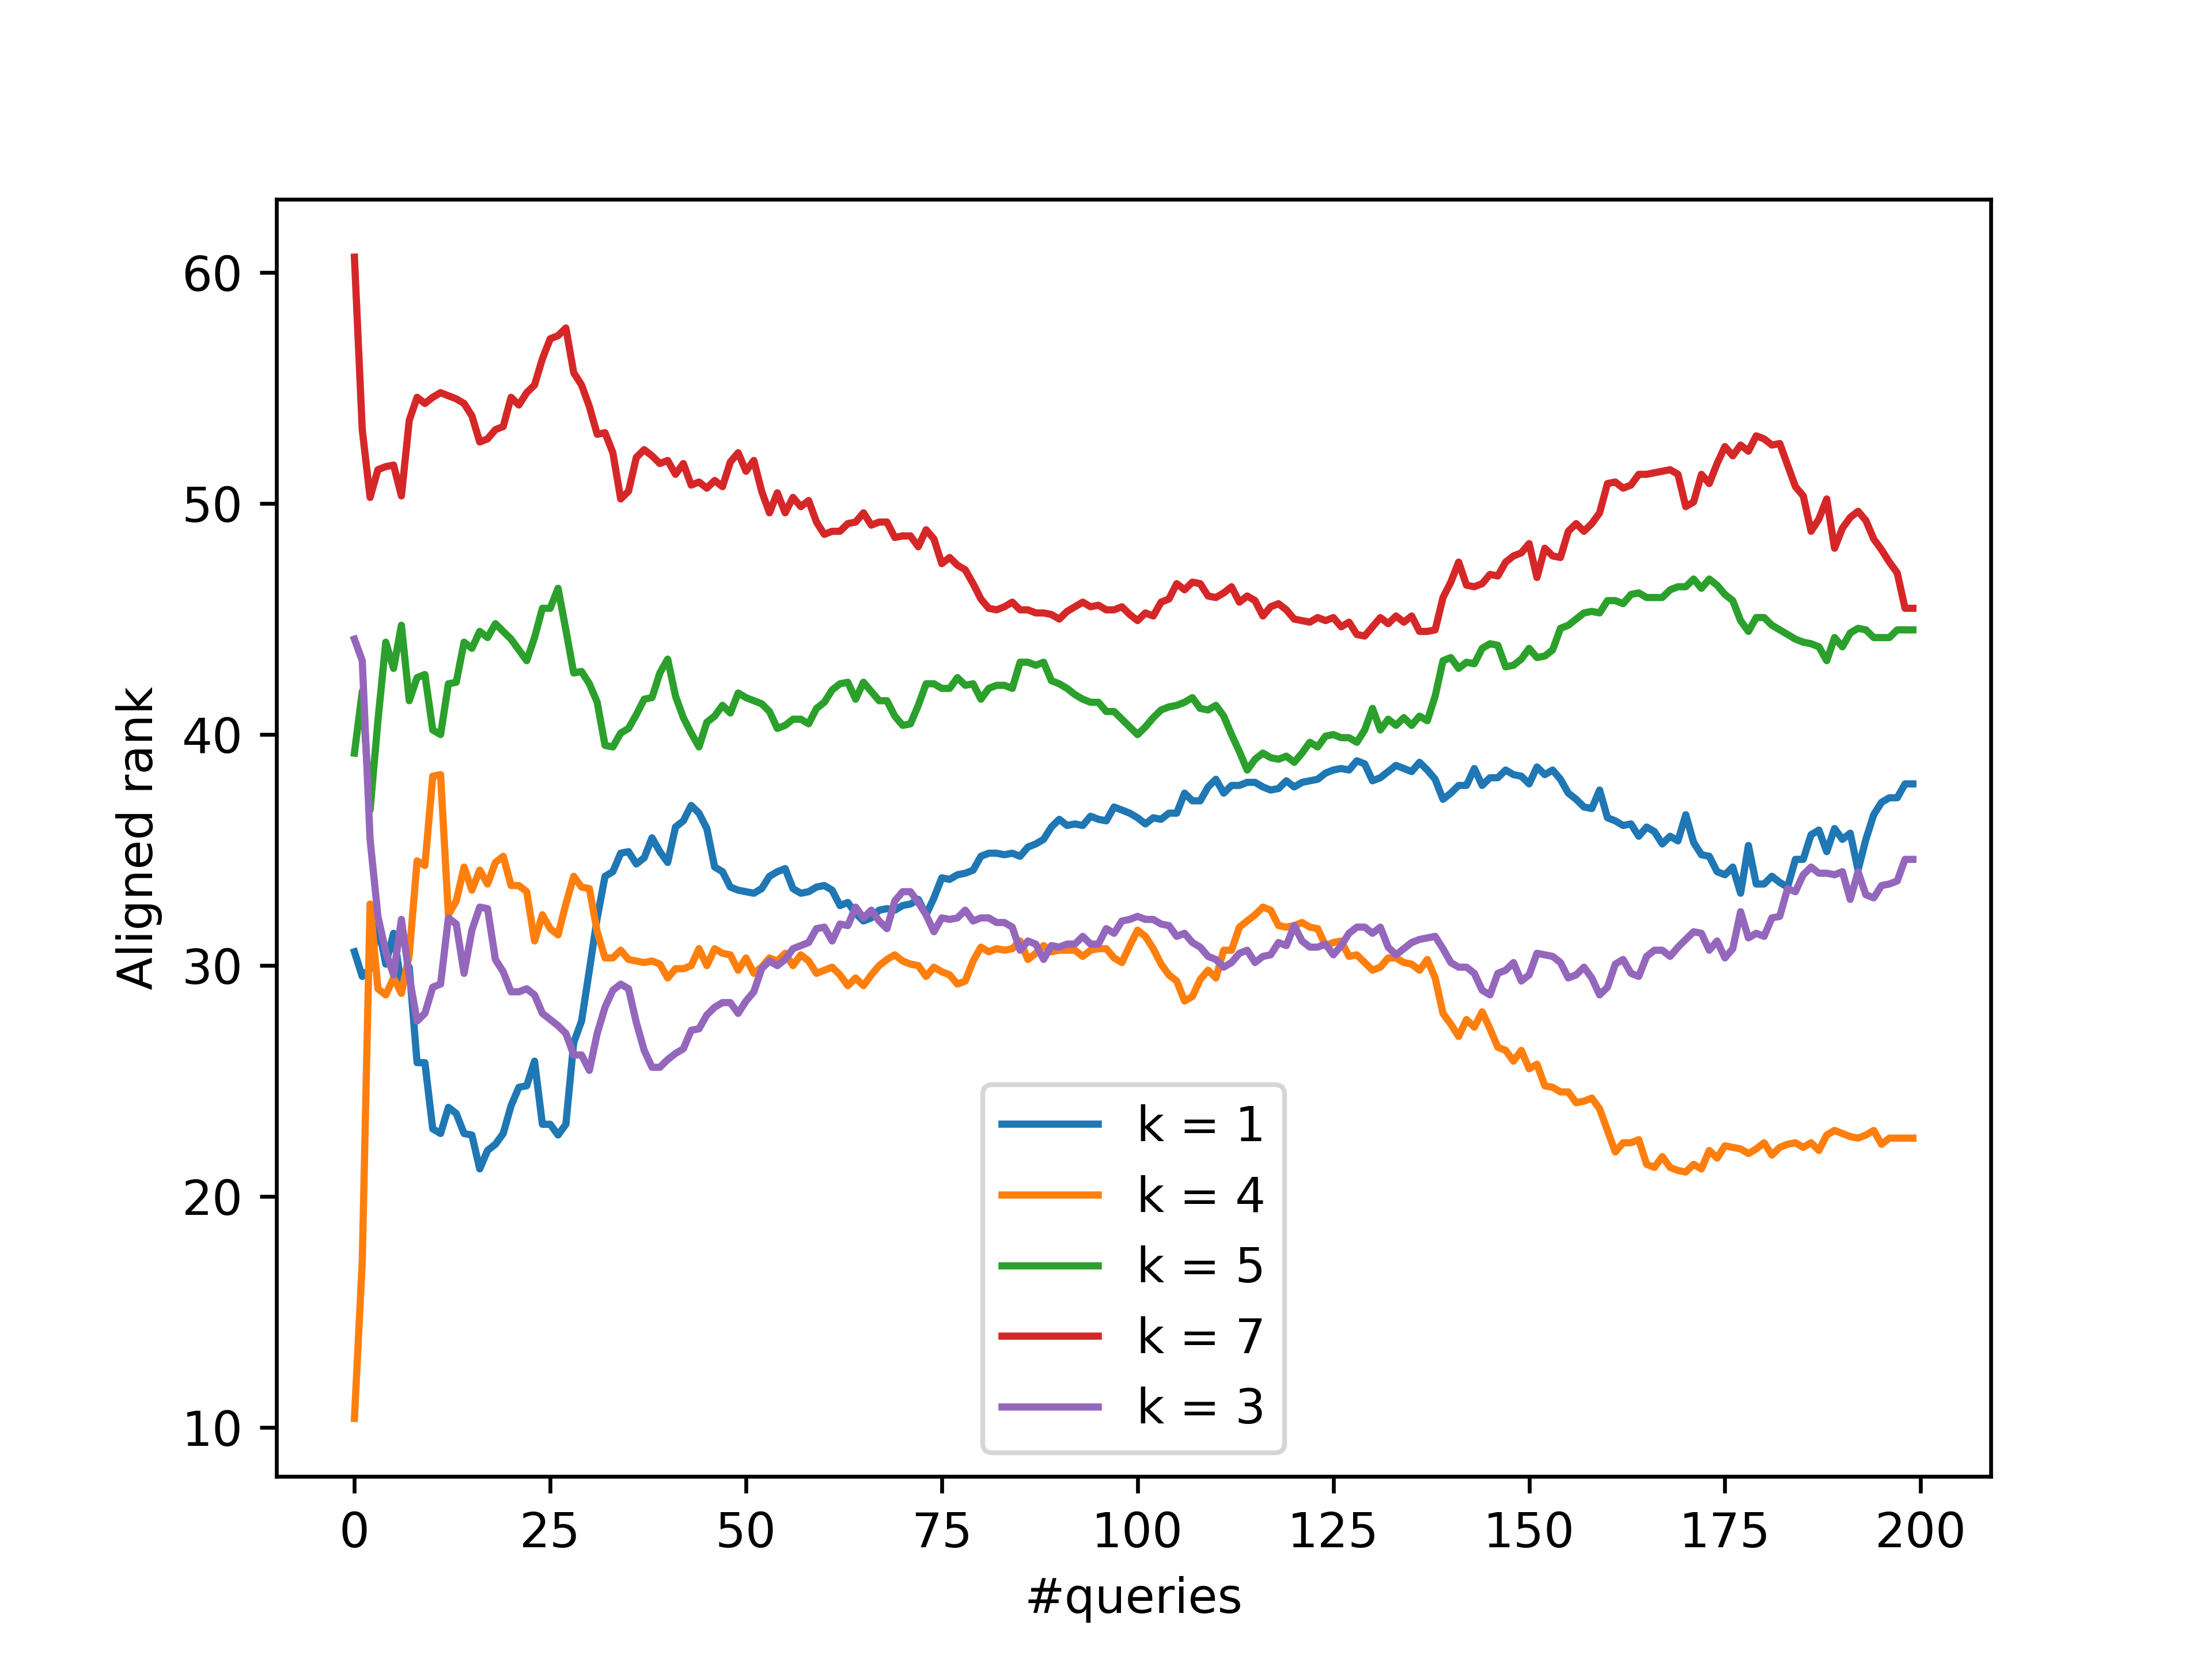 60
50
40
30
20
10
Aligned rank
k = 1
k = 4
k = 5
k = 7
k = 3
0 25 50 75 100 125 150 175 200
#queries